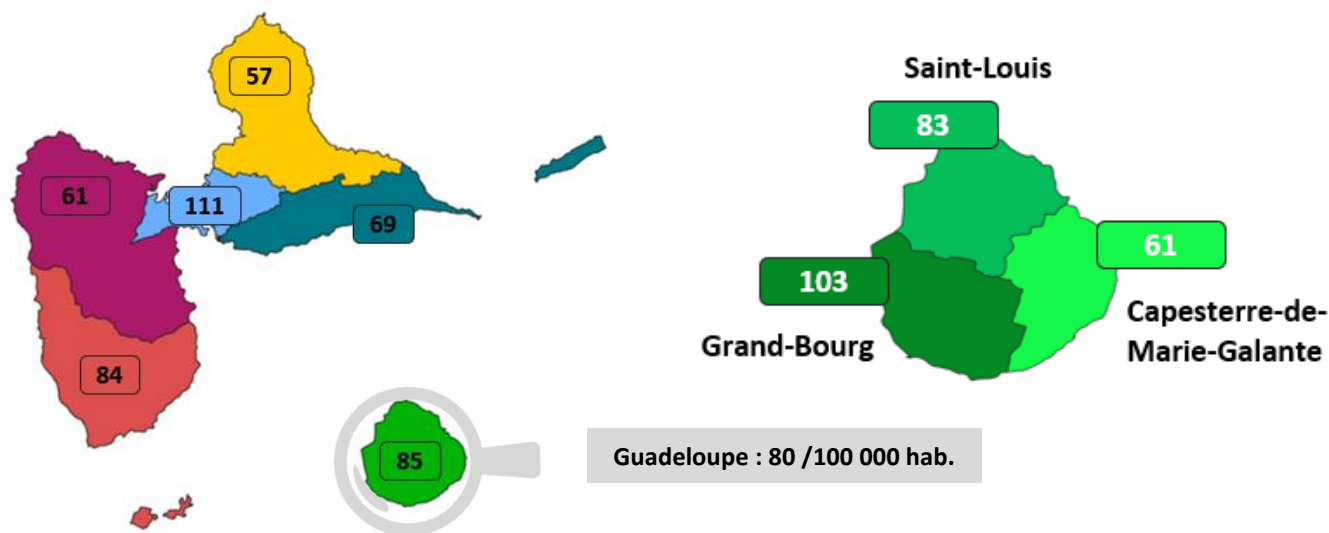 57
61
111
69
84
85
Guadeloupe : 80 /100 000 hab.
Saint-Louis
83
61
103
Capesterre-de-
Marie-Galante
Grand-Bourg